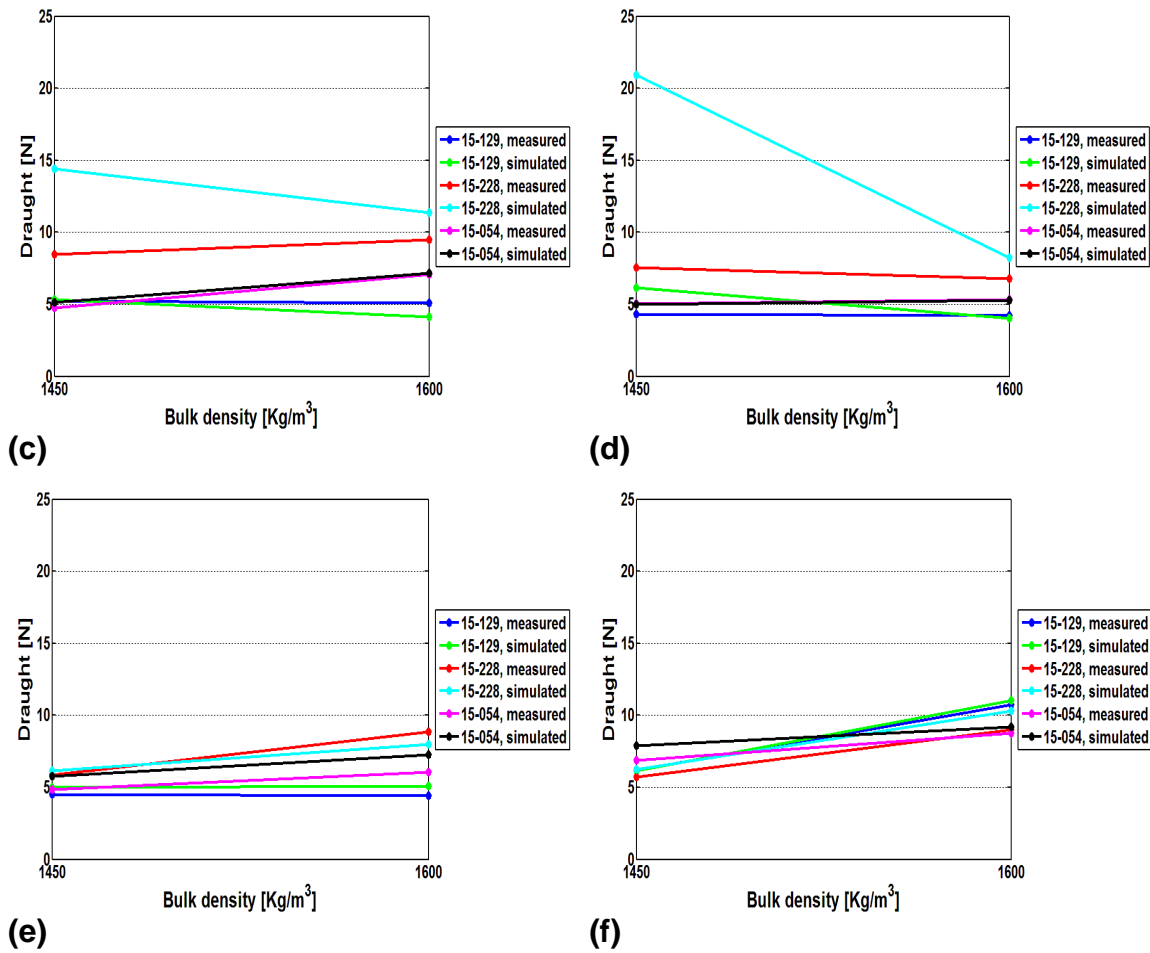 25
20
15
10
5
0
Draught [N]
1450
1600
Bulk density [Kg/m³]
15-129, measured
15-129, simulated
15-228, measured
15-228, simulated
15-054, measured
15-054, simulated
(c)
25
20
15
10
5
0
Draught [N]
1450
1600
Bulk density [Kg/m³]
15-129, measured
15-129, simulated
15-228, measured
15-228, simulated
15-054, measured
15-054, simulated
(d)
25
20
15
10
5
0
Draught [N]
1450
1600
Bulk density [Kg/m³]
15-129, measured
15-129, simulated
15-228, measured
15-228, simulated
15-054, measured
15-054, simulated
(e)
25
20
15
10
5
0
Draught [N]
1450
1600
Bulk density [Kg/m³]
15-129, measured
15-129, simulated
15-228, measured
15-228, simulated
15-054, measured
15-054, simulated
(f)